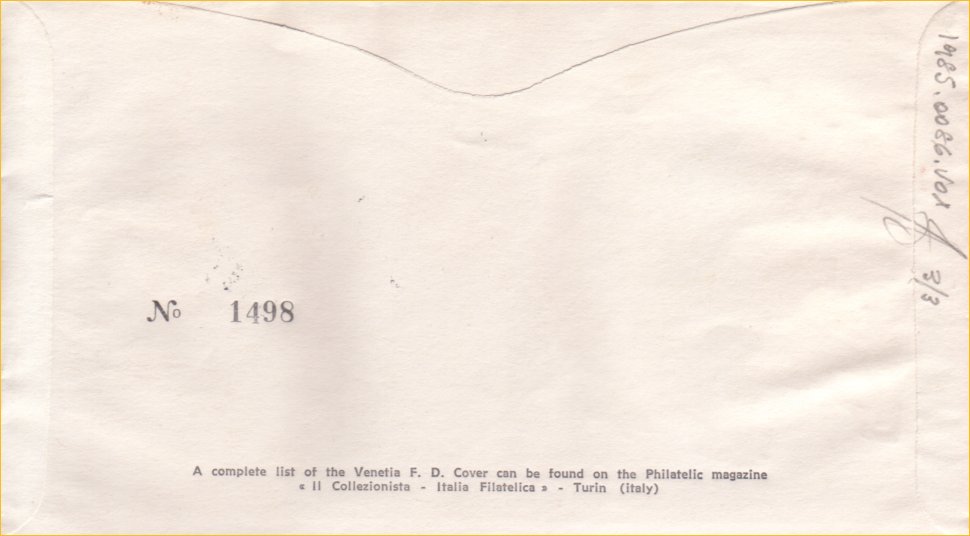 No 1498
A complete list of the Venetia F. D. Cover can be found on the Philatelic magazine
« Il Collezionista - Italia Filatelica » - Turin (italy)
1985.0086.V01
3/3